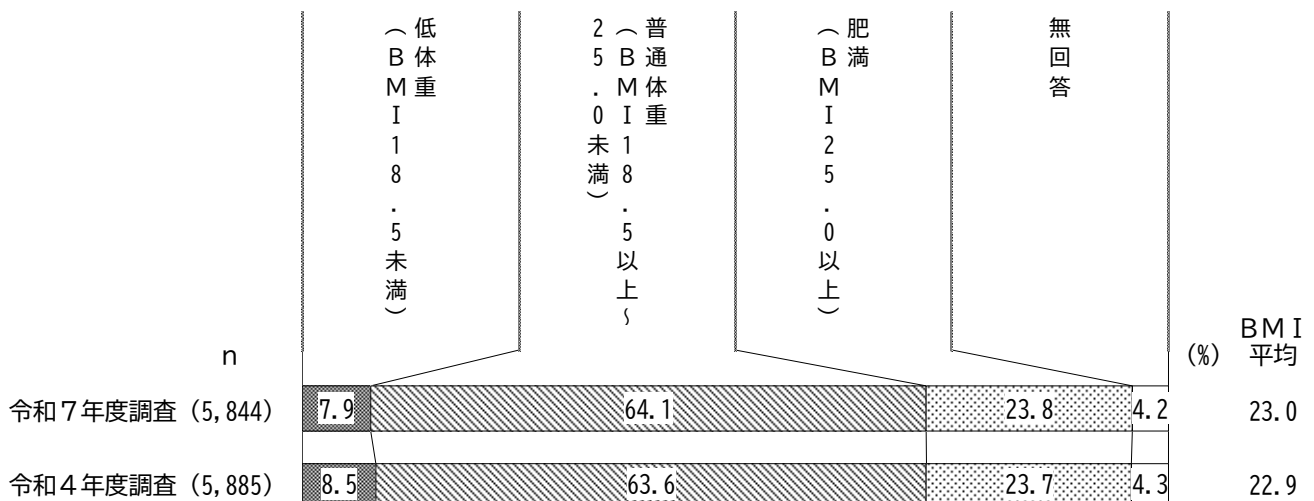 低体重
（ＢＭＩ18.5未満）
普通体重
（ＢＭＩ18.5以上～
25.0未満）
肥満
（ＢＭＩ25.0以上）
無回答
ｎ
(%)
ＢＭＩ
平均
令和７年度調査 (5,844)
7.9
64.1
23.8
4.2
23.0
令和４年度調査 (5,885)
8.5
63.6
23.7
4.3
22.9